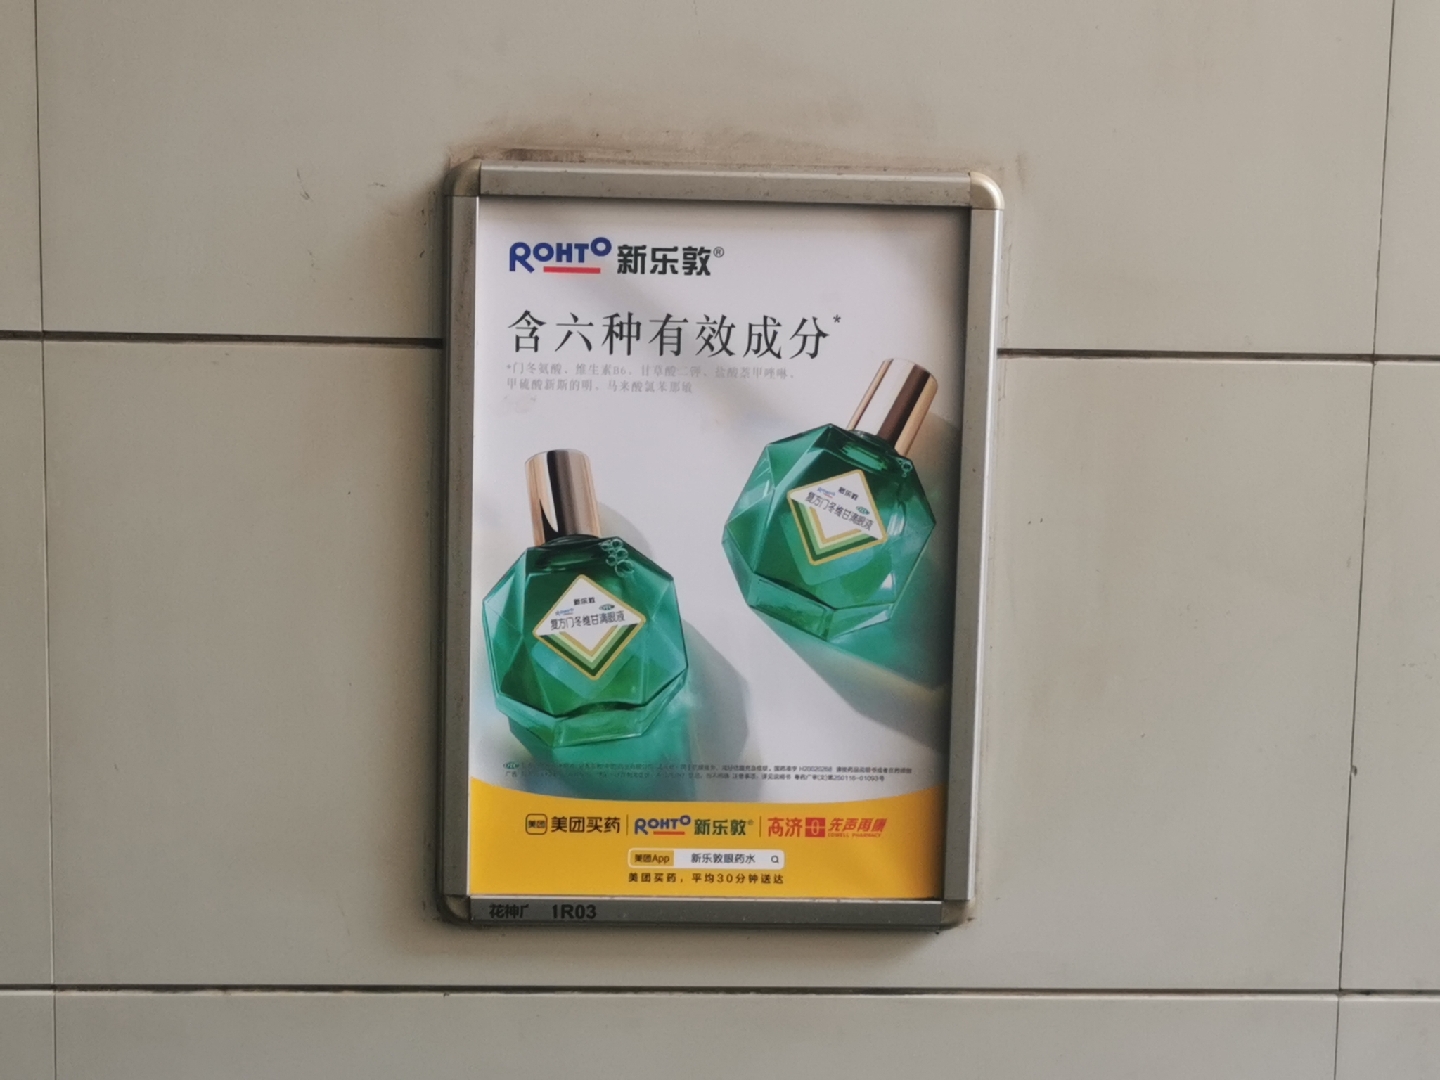 ROHTO 新乐敦®
含六种有效成分*
*门冬氨酸、维生素B6、甘草酸二钾、盐酸萘甲唑啉、
甲硫酸新斯的明、马来酸氯苯那敏
新乐敦
复方门冬维甘滴眼液
新乐敦
复方门冬维甘滴眼液
美团 美团买药 ROHTO 新乐敦® 高济 先声再康
美团App 新乐敦眼药水
美团买药，平均30分钟送达
花神庙 1R03